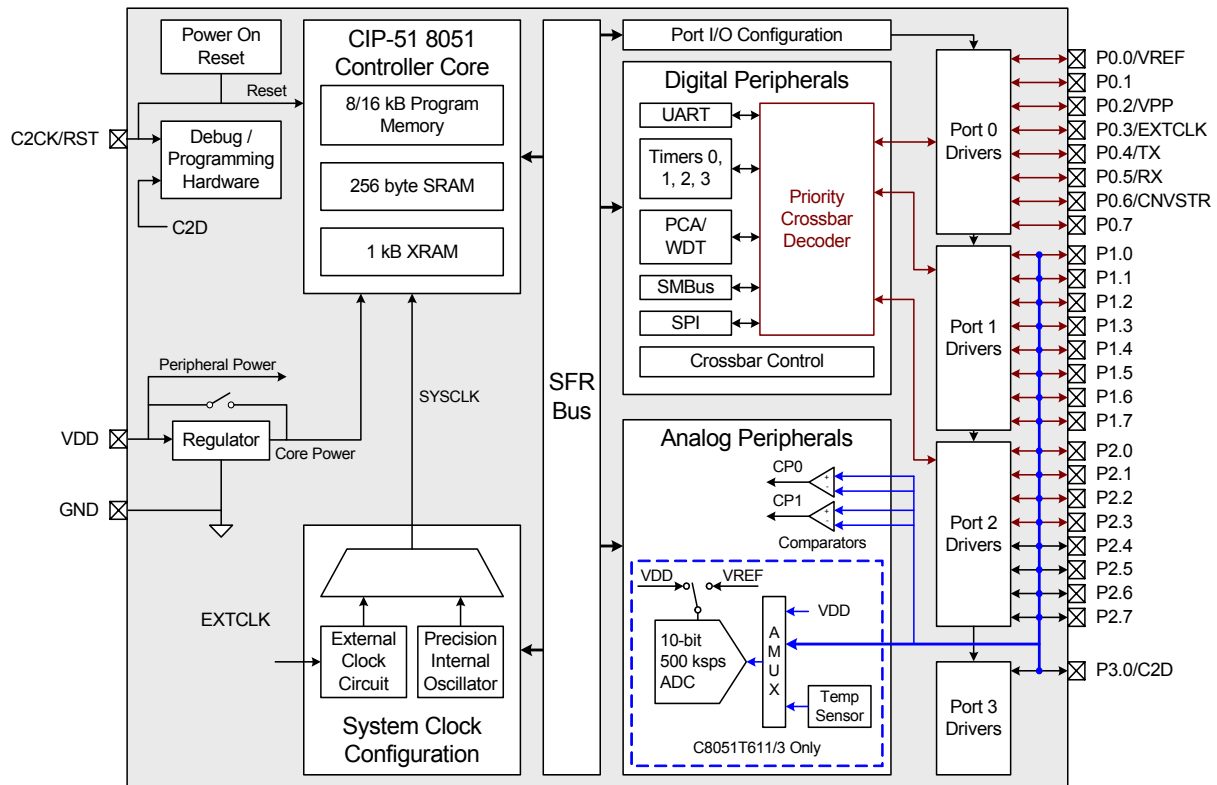 Power On
Reset
Reset
C2CK/RST
Debug /
Programming
Hardware
C2D
CIP-51 8051
Controller Core
8/16 kB Program
Memory
256 byte SRAM
1 kB XRAM
Peripheral Power
VDD
Regulator
Core Power
GND
SYSCLK
EXTCLK
External
Clock
Circuit
Precision
Internal
Oscillator
System Clock
Configuration
SFR
Bus
Port I/O Configuration
Digital Peripherals
UART
Timers 0,
1, 2, 3
PCA/
WDT
SMBus
SPI
Priority
Crossbar
Decoder
Crossbar Control
Analog Peripherals
CP0
+
-
CP1
+
-
Comparators
VDD
VREF
10-bit
500 ksps
ADC
A
M
U
X
VDD
Temp
Sensor
C8051T611/3 Only
Port 0
Drivers
Port 1
Drivers
Port 2
Drivers
Port 3
Drivers
P0.0/VREF
P0.1
P0.2/VPP
P0.3/EXTCLK
P0.4/TX
P0.5/RX
P0.6/CNVSTR
P0.7
P1.0
P1.1
P1.2
P1.3
P1.4
P1.5
P1.6
P1.7
P2.0
P2.1
P2.2
P2.3
P2.4
P2.5
P2.6
P2.7
P3.0/C2D